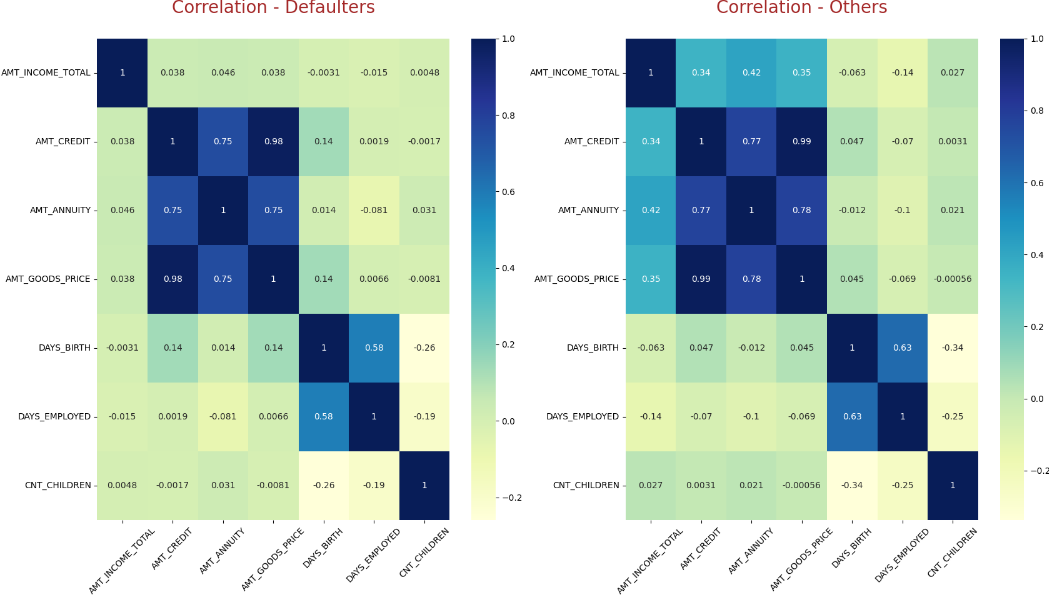 Correlation - Defaulters
AMT_INCOME_TOTAL 1 0.038 0.046 0.038 -0.0031 -0.015 0.0048
AMT_CREDIT 0.038 1 0.75 0.98 0.14 0.0019 -0.0017
AMT_ANNUITY 0.046 0.75 1 0.75 0.014 -0.081 0.031
AMT_GOODS_PRICE 0.038 0.98 0.75 1 0.14 0.0066 -0.0081
DAYS_BIRTH -0.0031 0.14 0.014 0.14 1 0.58 -0.26
DAYS_EMPLOYED -0.015 0.0019 -0.081 0.0066 0.58 1 -0.19
CNT_CHILDREN 0.0048 -0.0017 0.031 -0.0081 -0.26 -0.19 1
AMT_INCOME_TOTAL AMT_CREDIT AMT_ANNUITY AMT_GOODS_PRICE DAYS_BIRTH DAYS_EMPLOYED CNT_CHILDREN
1.0
0.8
0.6
0.4
0.2
0.0
−0.2
Correlation - Others
AMT_INCOME_TOTAL 1 0.34 0.42 0.35 -0.063 -0.14 0.027
AMT_CREDIT 0.34 1 0.77 0.99 0.047 -0.07 0.0031
AMT_ANNUITY 0.42 0.77 1 0.78 -0.012 -0.1 0.021
AMT_GOODS_PRICE 0.35 0.99 0.78 1 0.045 -0.069 -0.00056
DAYS_BIRTH -0.063 0.047 -0.012 0.045 1 0.63 -0.34
DAYS_EMPLOYED -0.14 -0.07 -0.1 -0.069 0.63 1 -0.25
CNT_CHILDREN 0.027 0.0031 0.021 -0.00056 -0.34 -0.25 1
AMT_INCOME_TOTAL AMT_CREDIT AMT_ANNUITY AMT_GOODS_PRICE DAYS_BIRTH DAYS_EMPLOYED CNT_CHILDREN
1.0
0.8
0.6
0.4
0.2
0.0
−0.2